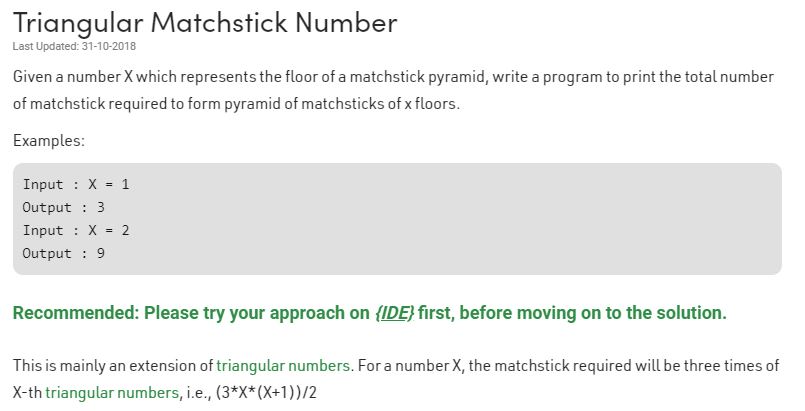 Triangular Matchstick Number
Last Updated: 31-10-2018
Given a number X which represents the floor of a matchstick pyramid, write a program to print the total number
of matchstick required to form pyramid of matchsticks of x floors.
Examples:
Input : X = 1
Output : 3
Input : X = 2
Output : 9
Recommended: Please try your approach on {IDE} first, before moving on to the solution.
This is mainly an extension of triangular numbers. For a number X, the matchstick required will be three times of
X-th triangular numbers, i.e., (3*X*(X+1))/2